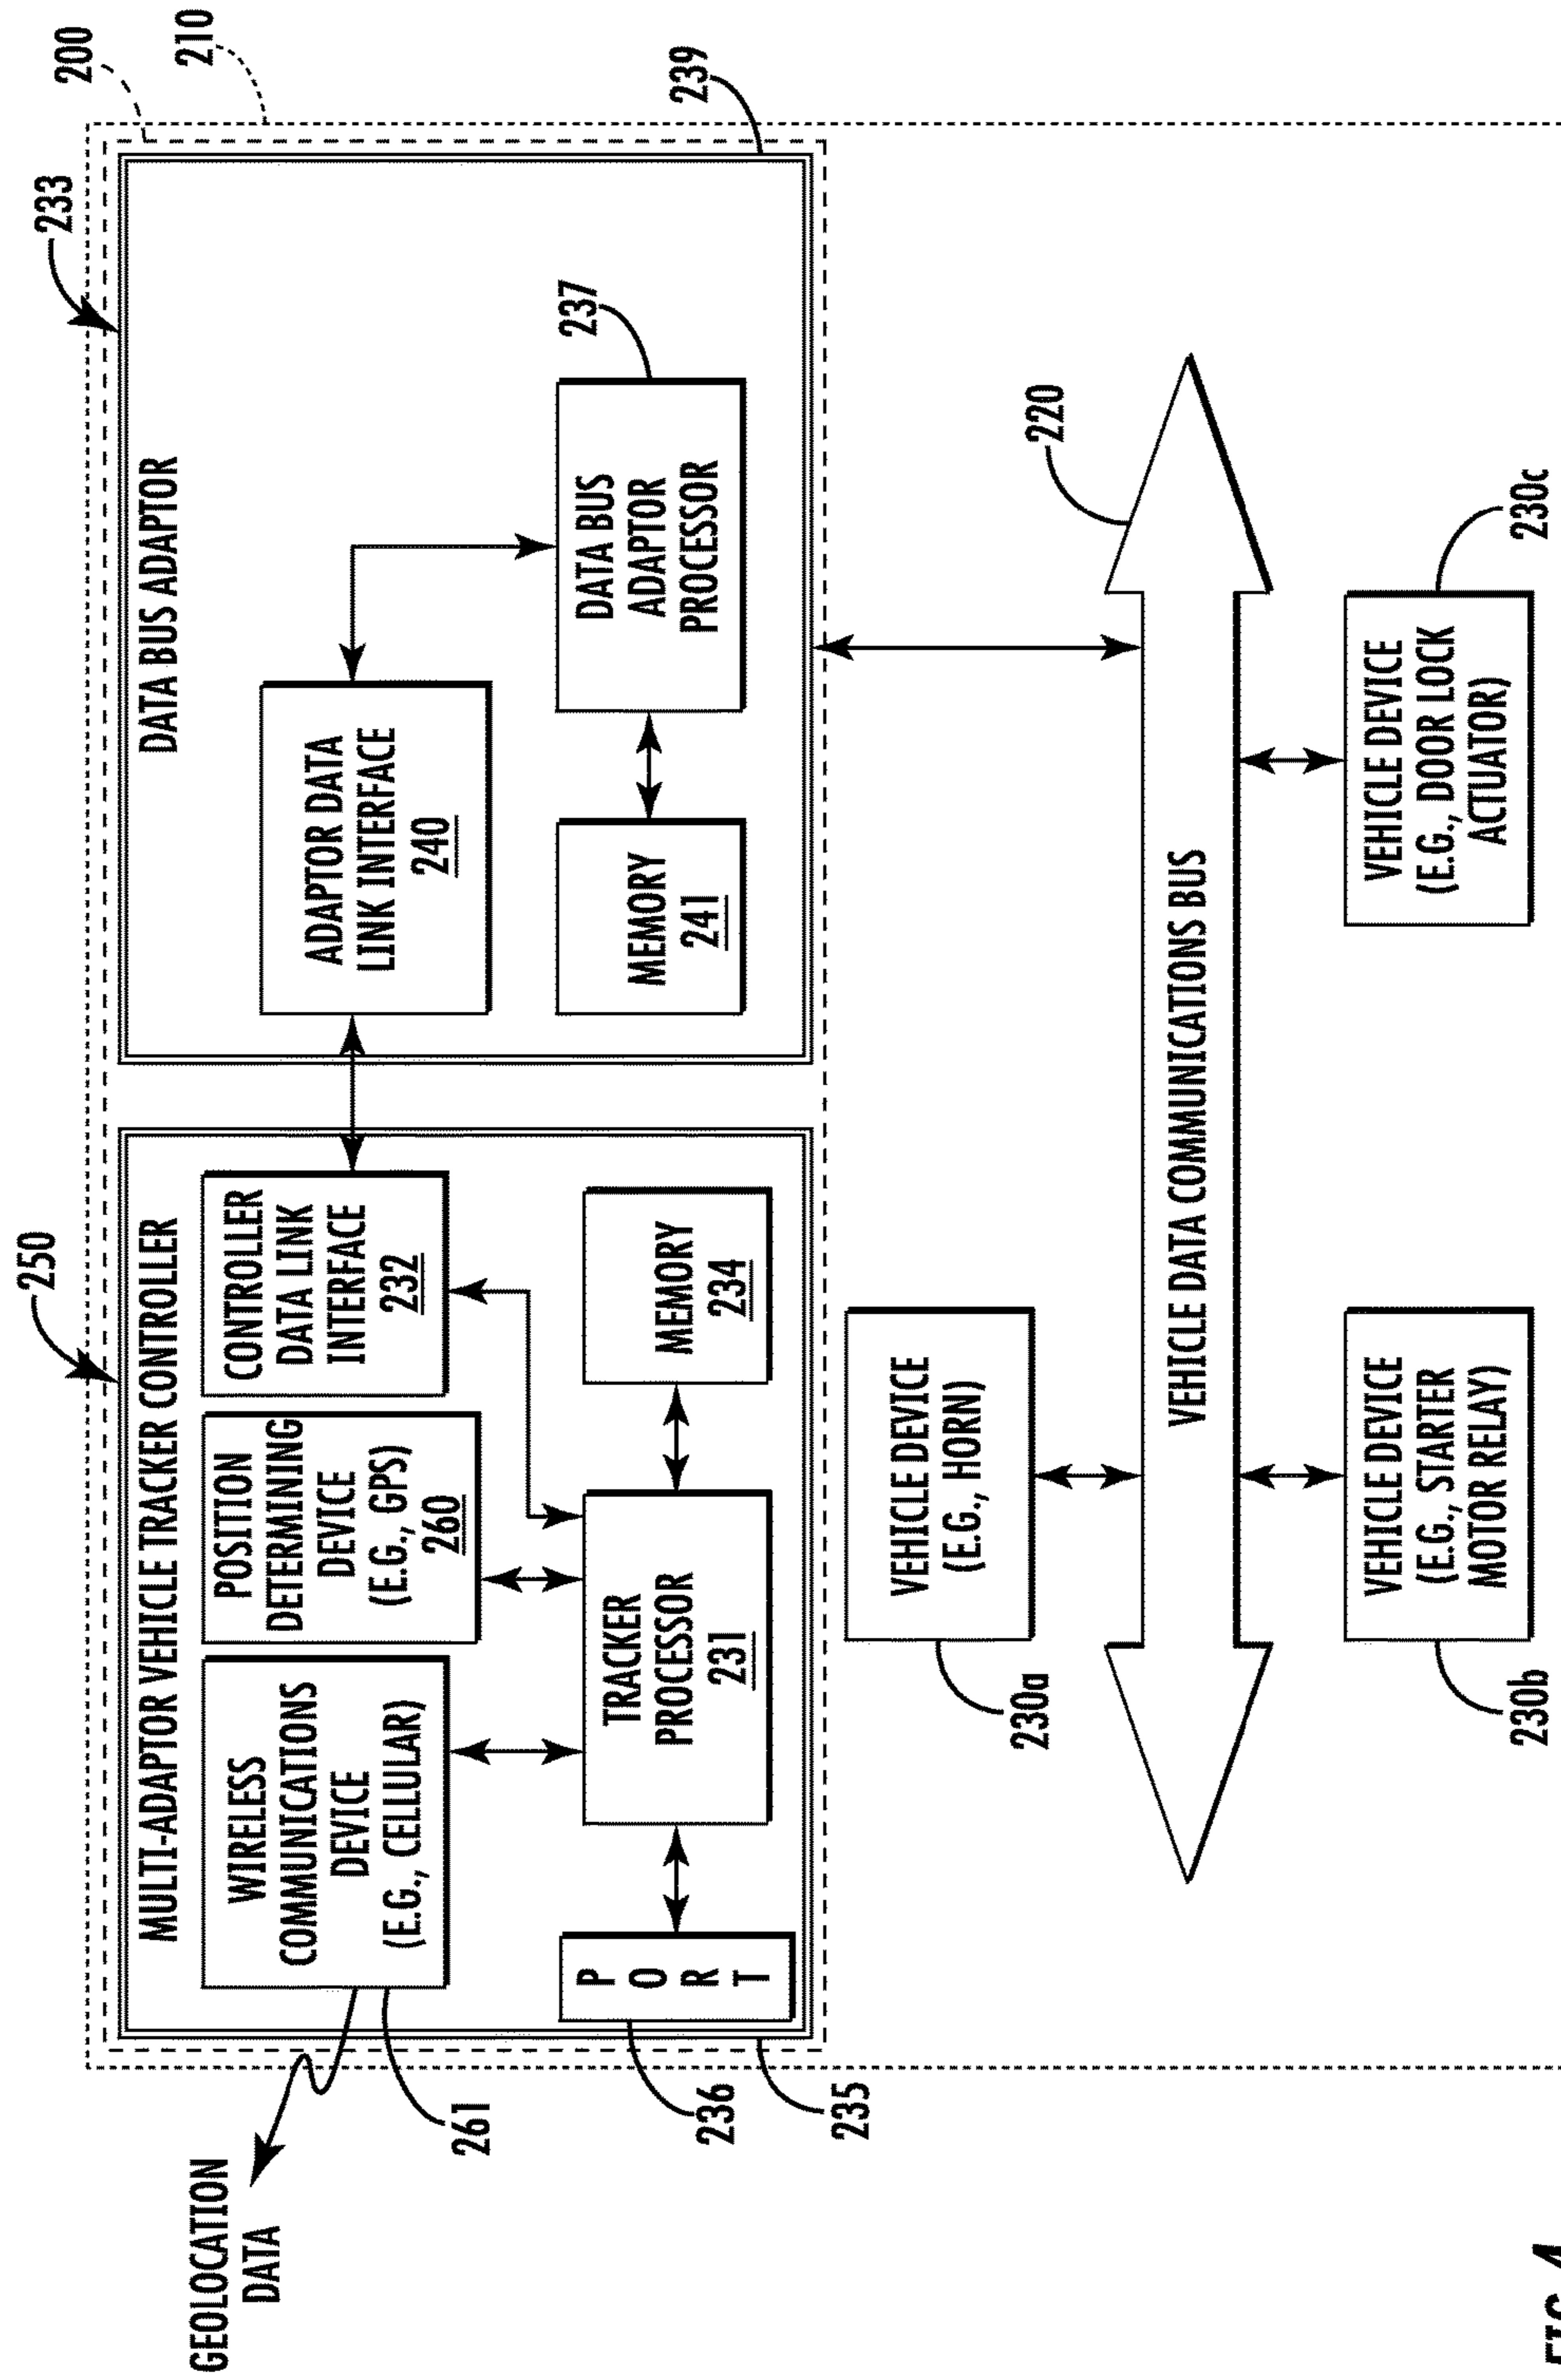 200
210
250
233
239
MULTI-ADAPTOR VEHICLE TRACKER CONTROLLER
DATA BUS ADAPTOR
GEOLOCATION
DATA
WIRELESS
COMMUNICATIONS
DEVICE
(E.G., CELLULAR)
261
POSITION
DETERMINING
DEVICE
(E.G., GPS)
260
CONTROLLER
DATA LINK
INTERFACE
232
ADAPTOR DATA
LINK INTERFACE
240
237
236
PORT
TRACKER
PROCESSOR
231
MEMORY
234
MEMORY
241
DATA BUS
ADAPTOR
PROCESSOR
235
VEHICLE DEVICE
(E.G., HORN)
230a
220
VEHICLE DATA COMMUNICATIONS BUS
VEHICLE DEVICE
(E.G., STARTER
MOTOR RELAY)
230b
VEHICLE DEVICE
(E.G., DOOR LOCK
ACTUATOR)
230c